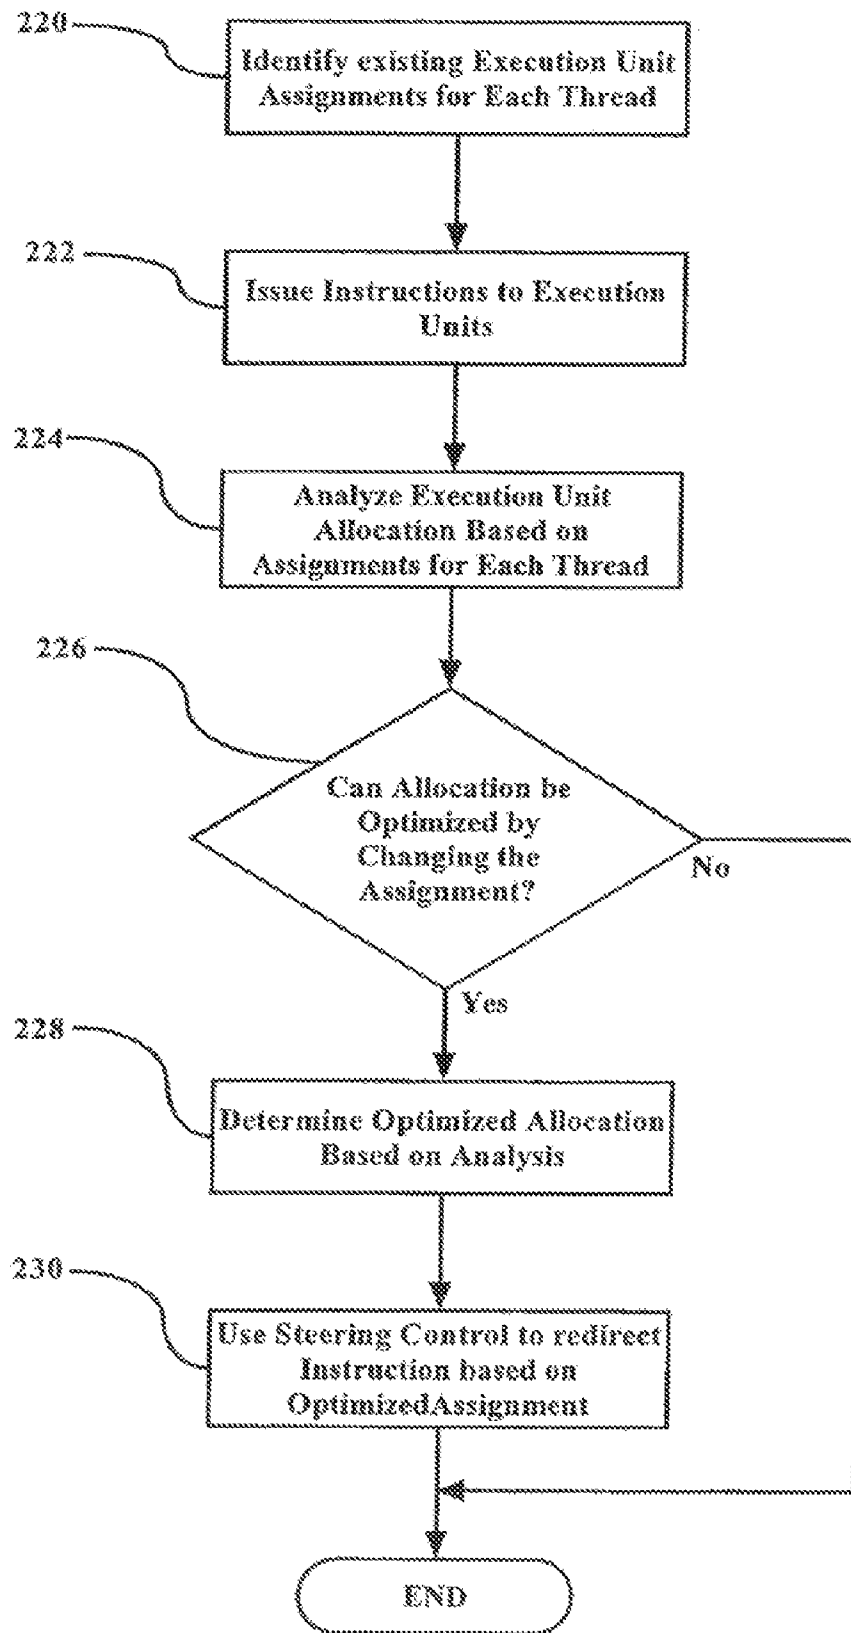 220
Identify existing Execution Unit
Assignments for Each Thread
222
Issue Instructions to Execution
Units
224
Analyze Execution Unit
Allocation Based on
Assignments for Each Thread
226
Can Allocation be
Optimized by
Changing the
Assignment?
No
Yes
228
Determine Optimized Allocation
Based on Analysis
230
Use Steering Control to redirect
Instruction based on
OptimizedAssignment
END